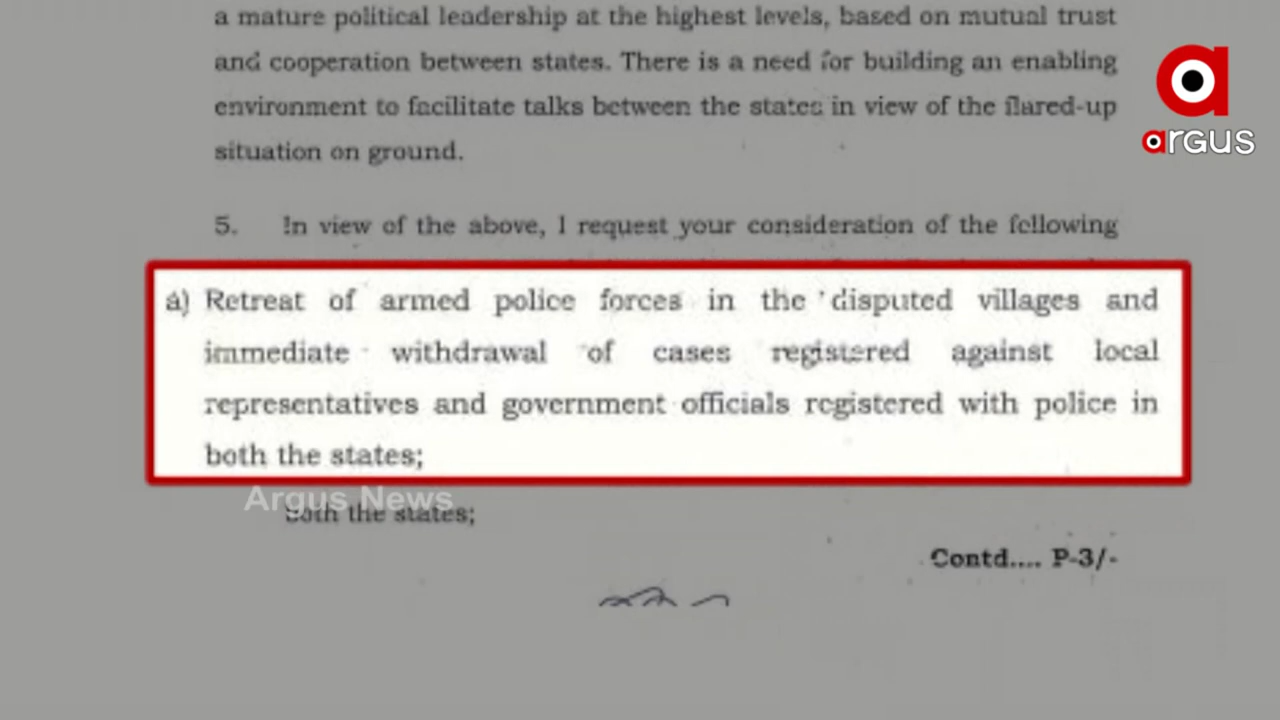 a mature political leadership at the highest levels, based on mutual trust
and cooperation between states. There is a need for building an enabling
environment to facilitate talks between the states in view of the flared-up
situation on ground.
argus
5. In view of the above, I request your consideration of the following
a) Retreat of armed police forces in the disputed villages and
immediate withdrawal of cases registered against local
representatives and government officials registered with police in
both the states;
Argus News
both the states;
Contd.... P-3/-